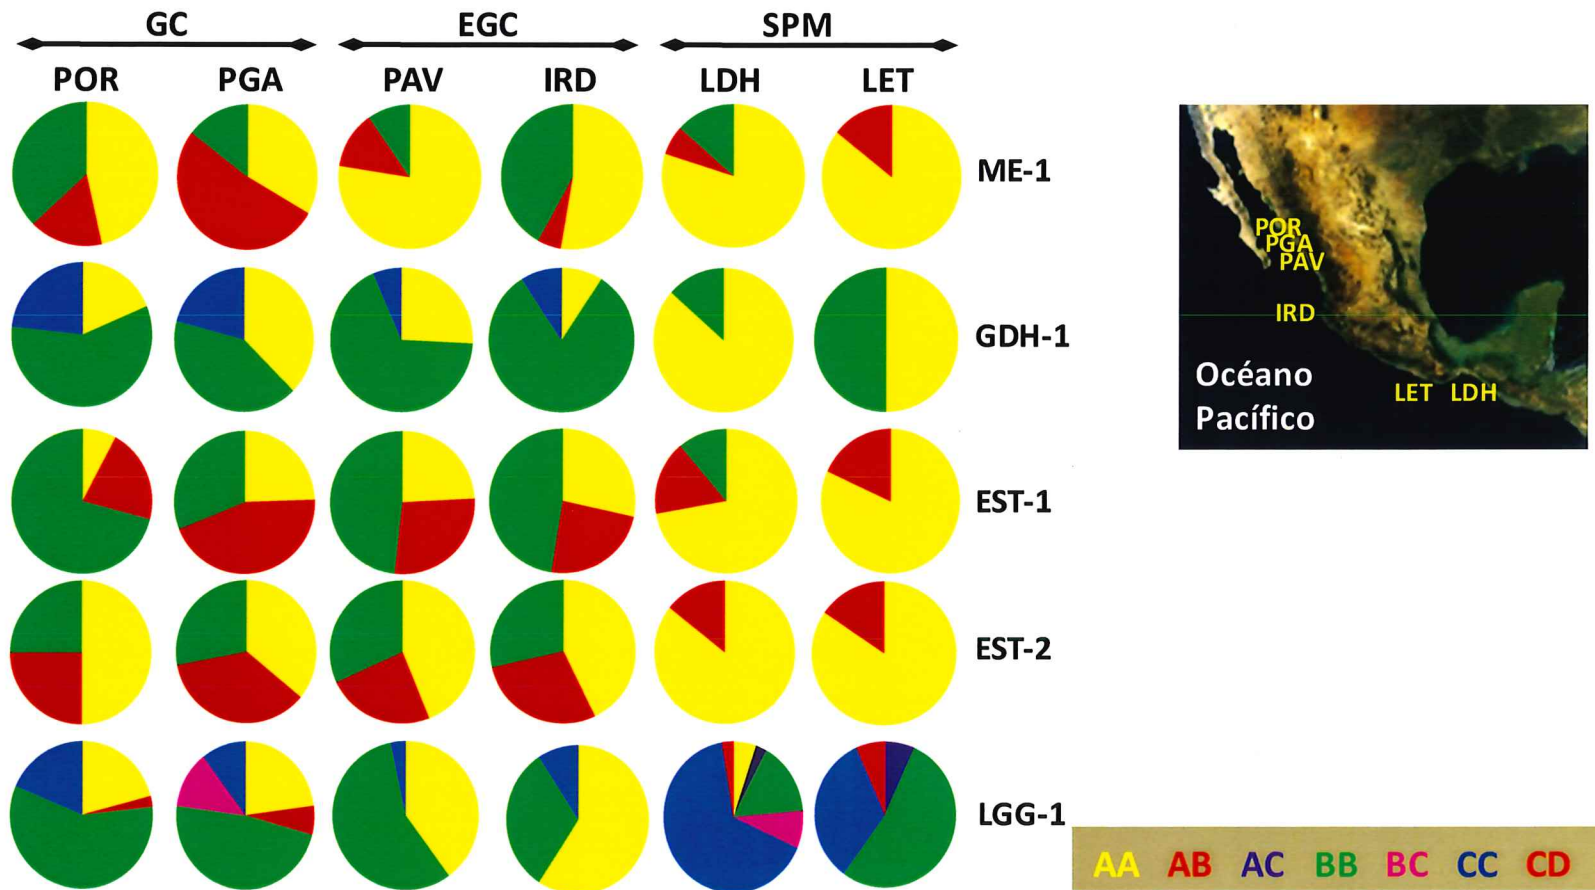 GC EGC SPM
POR PGA PAV IRD LDH LET
ME-1
GDH-1
EST-1
EST-2
LGG-1
POR
PGA
PAV
IRD
Océano
Pacífico
LET LDH
AA AB AC BB BC CC CD